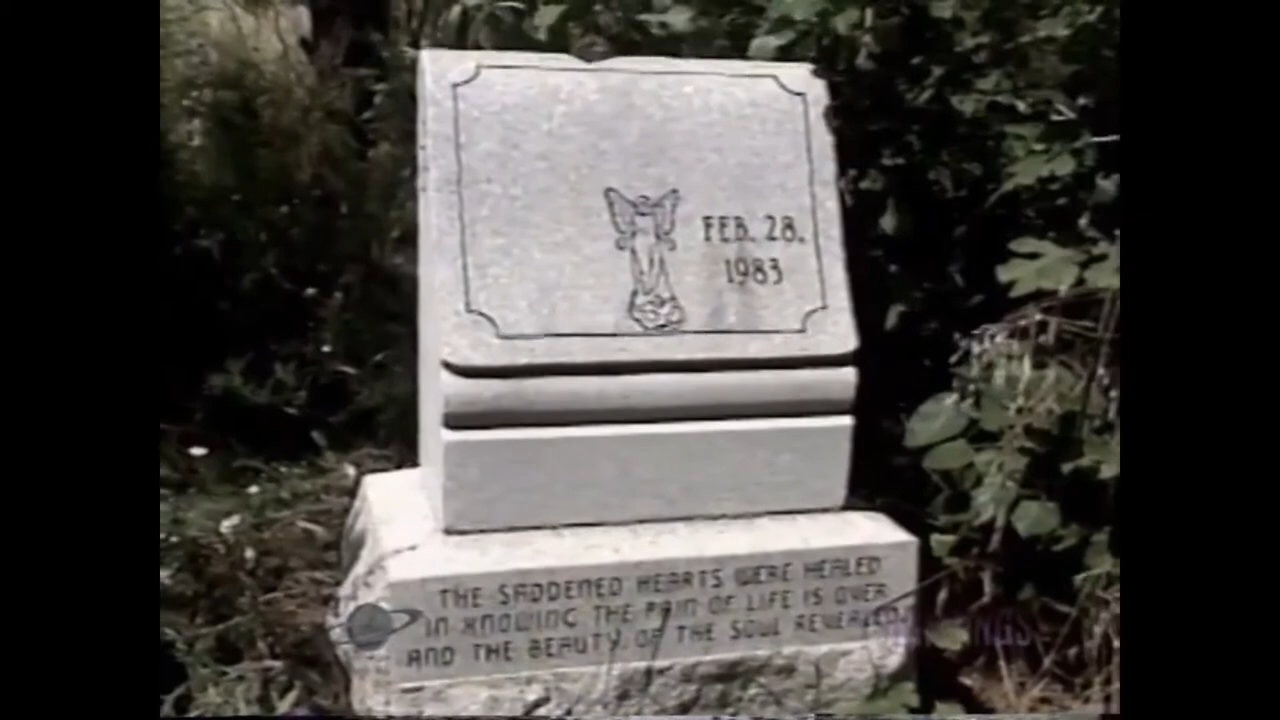 FEB. 28,
1983
THE SADDENED HEARTS WERE HEALED
IN KNOWING THE PAIN OF LIFE IS OVER
AND THE BEAUTY OF THE SOUL REVEALED